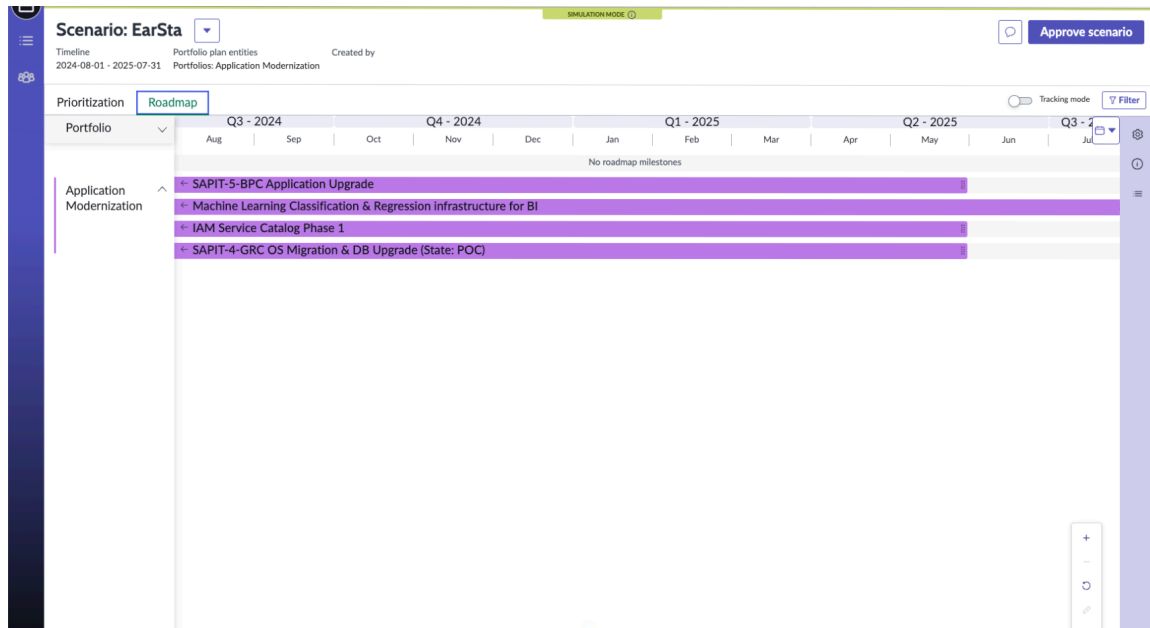 SIMULATION MODE
Scenario: EarSta
Approve scenario
Timeline
Portfolio plan entities
Created by
2024-08-01 - 2025-07-31
Portfolios: Application Modernization
Prioritization
Roadmap
Tracking mode
Filter
Portfolio
Q3 - 2024
Q4 - 2024
Q1 - 2025
Q2 - 2025
Q3 - 2
Aug
Sep
Oct
Nov
Dec
Jan
Feb
Mar
Apr
May
Jun
Jul
No roadmap milestones
Application
Modernization
SAPIT-5-BPC Application Upgrade
Machine Learning Classification & Regression infrastructure for BI
IAM Service Catalog Phase 1
SAPIT-4-GRC OS Migration & DB Upgrade (State: POC)